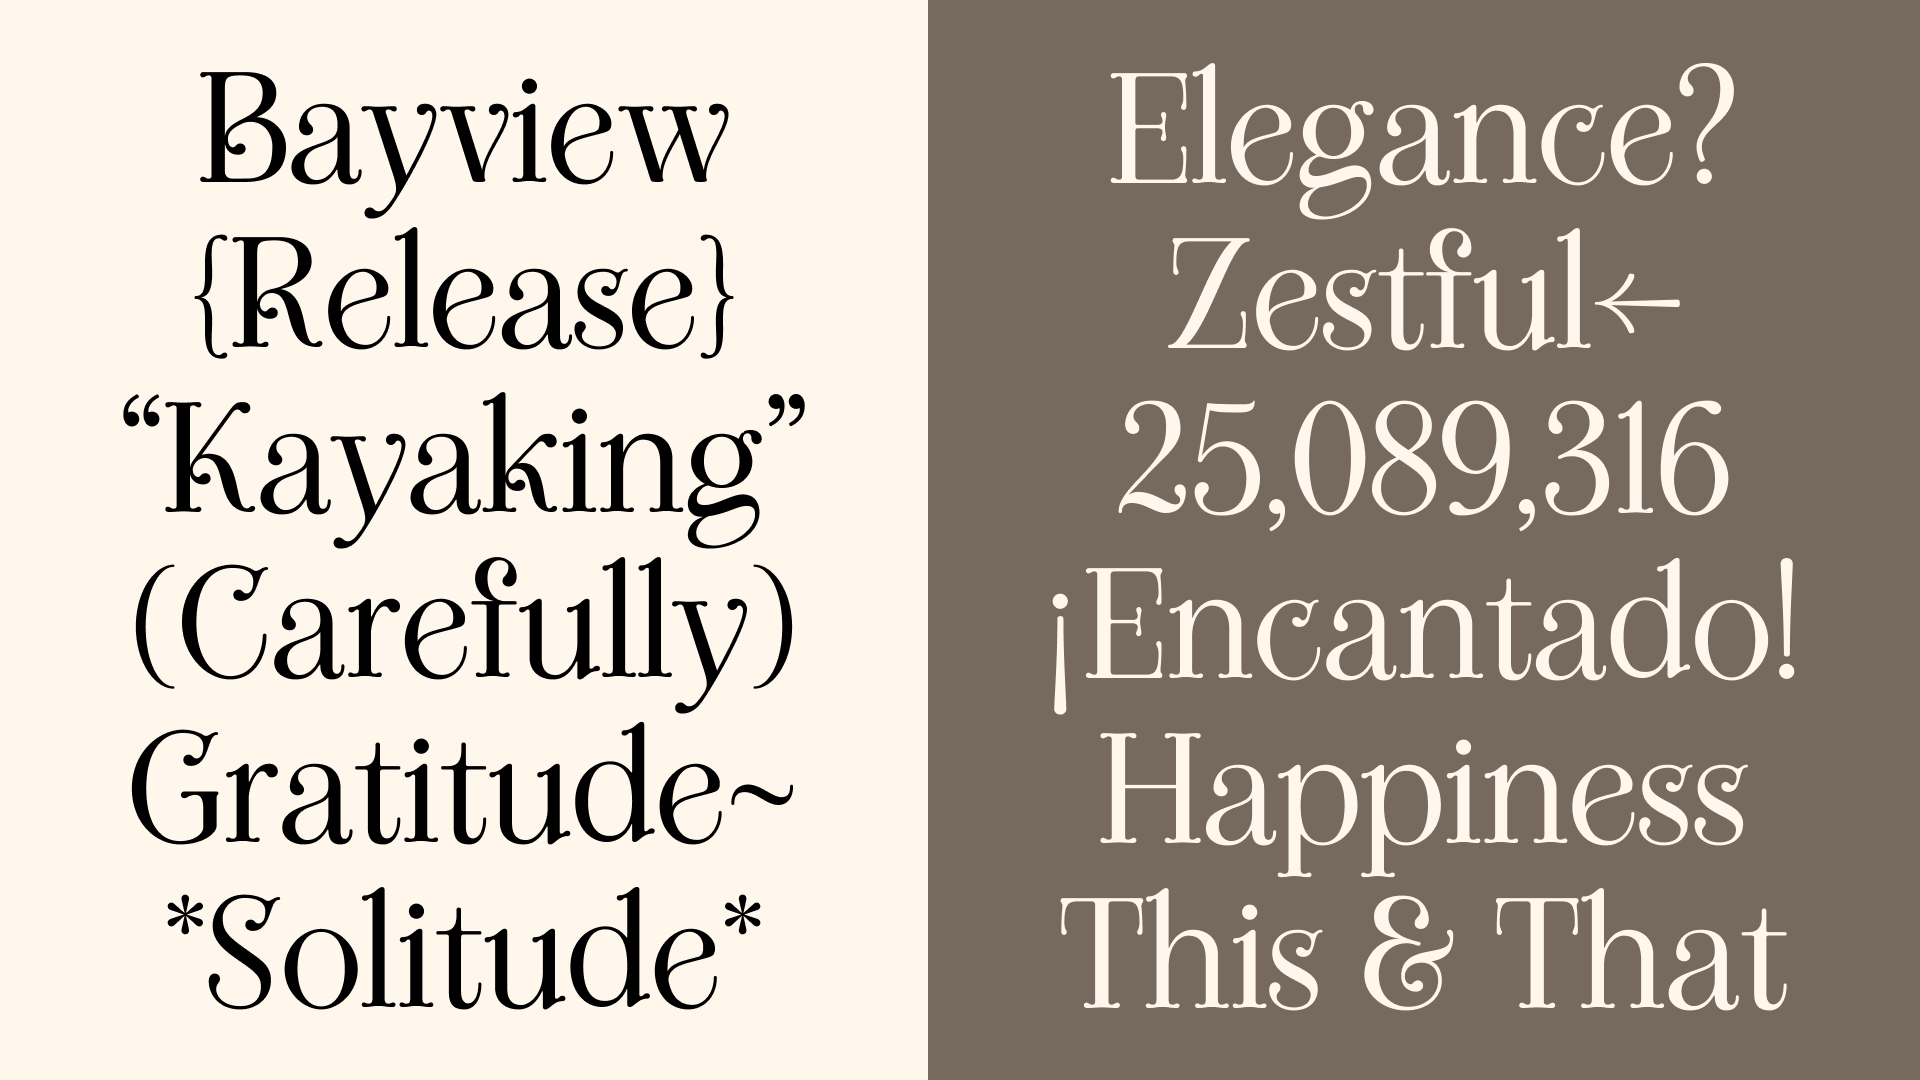 Bayview
{Release}
“Kayaking”
(Carefully)
Gratitude~
*Solitude*
Elegance?
Zestful←
25,089,316
¡Encantado!
Happiness
This & That